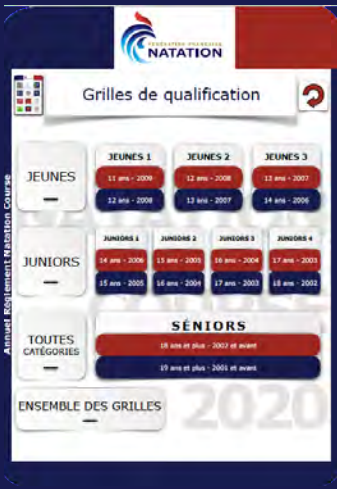 FÉDÉRATION FRANÇAISE
NATATION
Grilles de qualification
Annuel Règlement Natation Course
JEUNES
JEUNES 1
JEUNES 2
JEUNES 3
11 ans - 2009
12 ans - 2008
13 ans - 2007
12 ans - 2008
13 ans - 2007
14 ans - 2006
JUNIORS
JUNIORS 1
JUNIORS 2
JUNIORS 3
JUNIORS 4
14 ans - 2006
15 ans - 2005
16 ans - 2004
17 ans - 2003
15 ans - 2005
16 ans - 2004
17 ans - 2003
18 ans - 2002
TOUTES
CATÉGORIES
SÉNIORS
18 ans et plus - 2002 et avant
19 ans et plus - 2001 et avant
ENSEMBLE DES GRILLES
2020